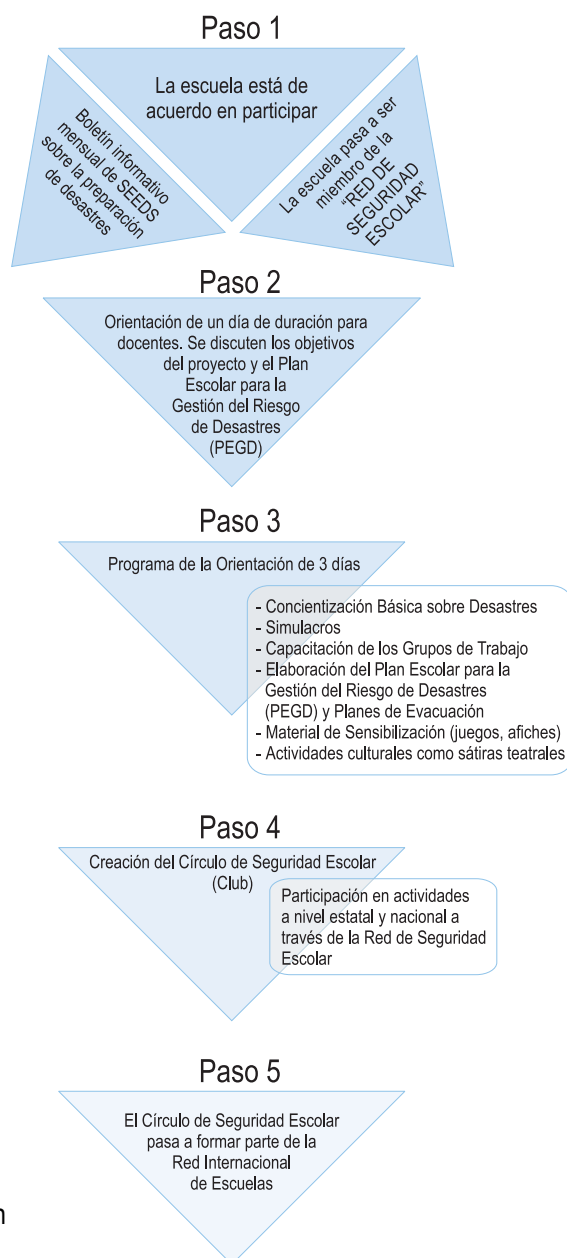 Paso 1
La escuela está de
acuerdo en participar
Boletín informativo
mensual de SEEDS
sobre la preparación
de desastres
La escuela pasa a ser
miembro de la
“RED DE
SEGURIDAD
ESCOLAR”
Paso 2
Orientación de un día de duración para
docentes. Se discuten los objetivos
del proyecto y el Plan
Escolar para la
Gestión del Riesgo
de Desastres
(PEGD)
Paso 3
Programa de la Orientación de 3 días
- Concientización Básica sobre Desastres
- Simulacros
- Capacitación de los Grupos de Trabajo
- Elaboración del Plan Escolar para la
Gestión del Riesgo de Desastres
(PEGD) y Planes de Evacuación
- Material de Sensibilización (juegos, afiches)
- Actividades culturales como sátiras teatrales
Paso 4
Creación del Círculo de Seguridad Escolar
(Club)
Participación en actividades
a nivel estatal y nacional a
través de la Red de Seguridad
Escolar
Paso 5
El Círculo de Seguridad Escolar
pasa a formar parte de la
Red Internacional
de Escuelas